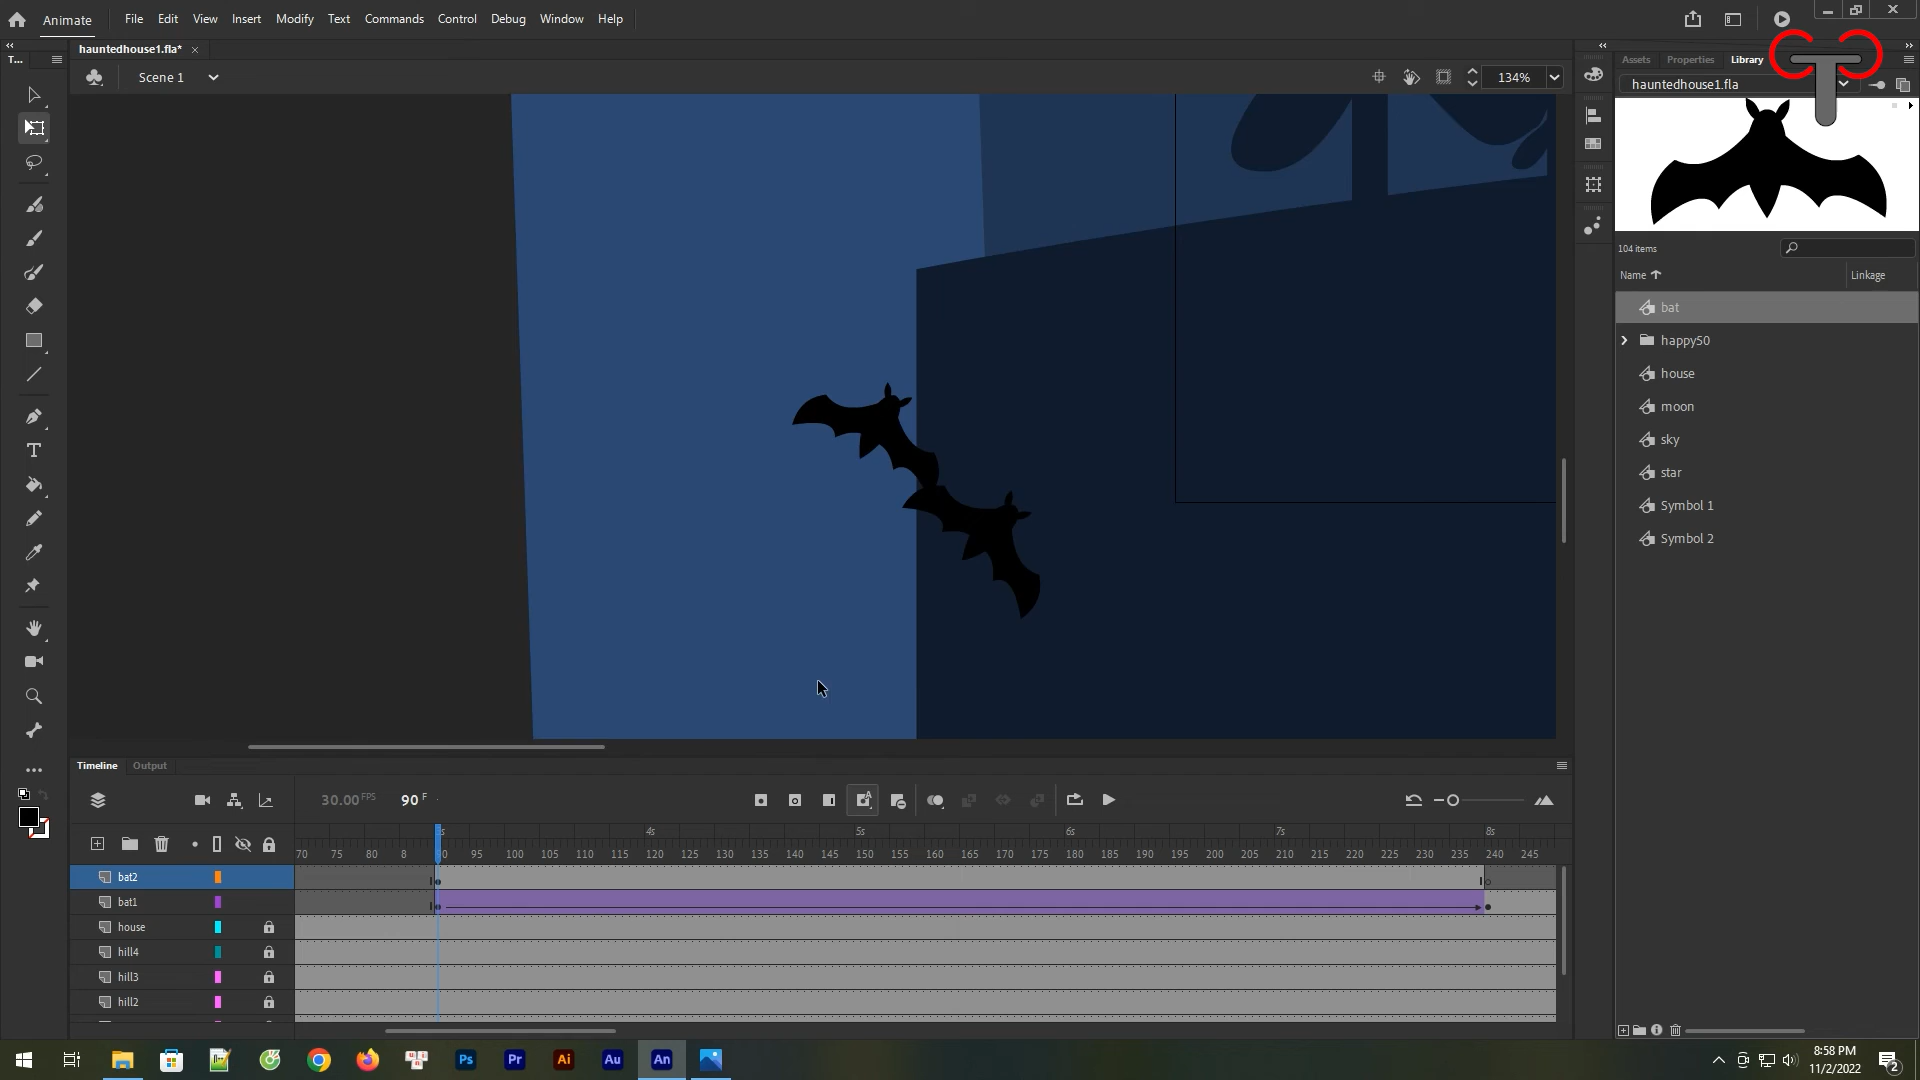 Animate File Edit View Insert Modify Text Commands Control Debug Window Help
hauntedhouse1.fla*
T...
Assets Properties Library
Scene 1
134%
hauntedhouse1.fla
104 items
Name Linkage
bat
happy50
house
moon
sky
star
Symbol 1
Symbol 2
Timeline Output
30.00 FPS 90 F
s 4s 5s 6s 7s 8s
70 75 80 8 90 95 100 105 110 115 120 125 130 135 140 145 150 155 160 165 170 175 180 185 190 195 200 205 210 215 220 225 230 235 240 245
bat2
bat1
house
hill4
hill3
hill2
Ps Pr Ai Au An
8:58 PM
11/2/2022
2